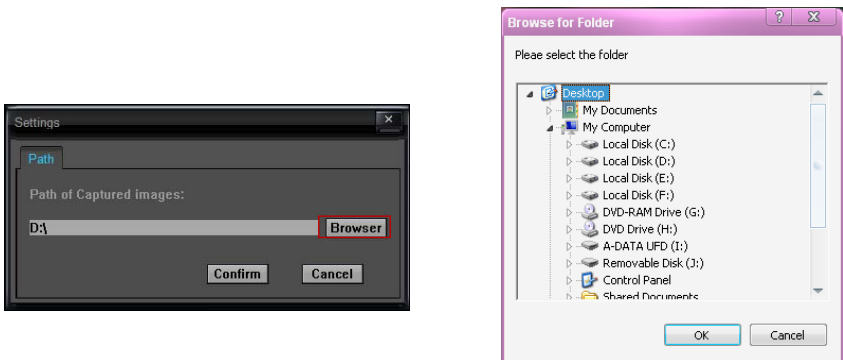 Settings
Path
Path of Captured images:
D:\
Browser
Confirm
Cancel
Browse for Folder
Pleae select the folder
Desktop
My Documents
My Computer
Local Disk (C:)
Local Disk (D:)
Local Disk (E:)
Local Disk (F:)
DVD-RAM Drive (G:)
DVD Drive (H:)
A-DATA UFD (I:)
Removable Disk (J:)
Control Panel
Shared Documents
OK
Cancel